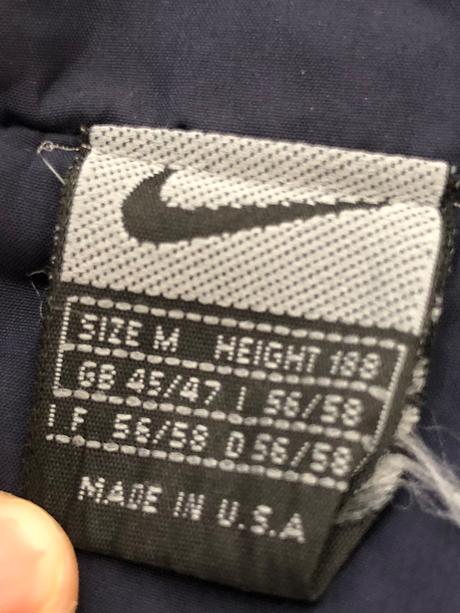 SIZE M HEIGHT 188
GB 45/47 I 56/58
F 56/58 D 56/58
MADE IN U.S.A